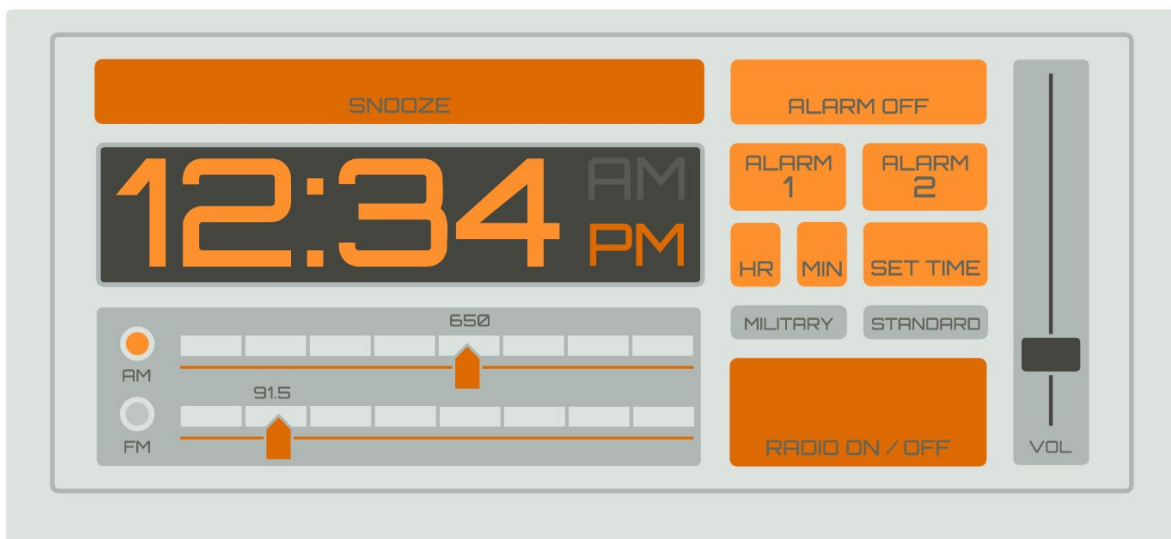 SNOOZE
ALARM OFF
12:34
AM
PM
ALARM
1
ALARM
2
HR
MIN
SET TIME
MILITARY
STANDARD
650
AM
91.5
FM
RADIO ON / OFF
VOL